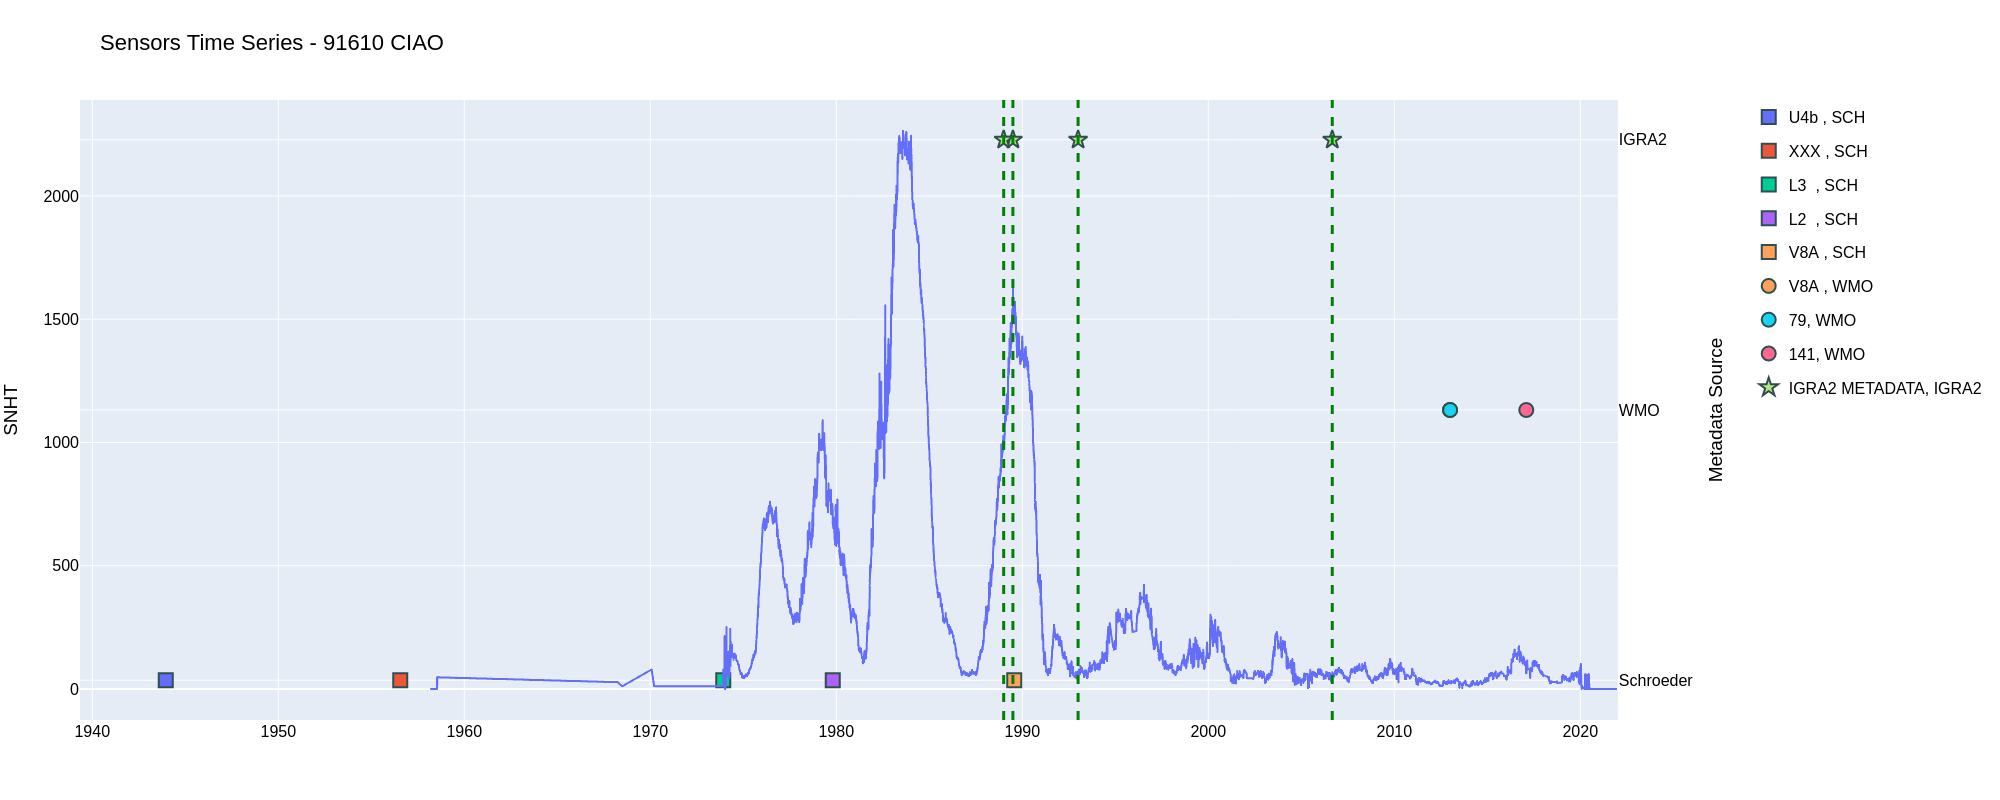 Sensors Time Series - 91610 CIAO
U4b , SCH
XXX , SCH
L3  , SCH
L2  , SCH
V8A , SCH
V8A , WMO
79, WMO
141, WMO
IGRA2 METADATA, IGRA2
IGRA2
WMO
Schroeder
Metadata Source
SNHT
2000
1500
1000
500
0
1940 1950 1960 1970 1980 1990 2000 2010 2020